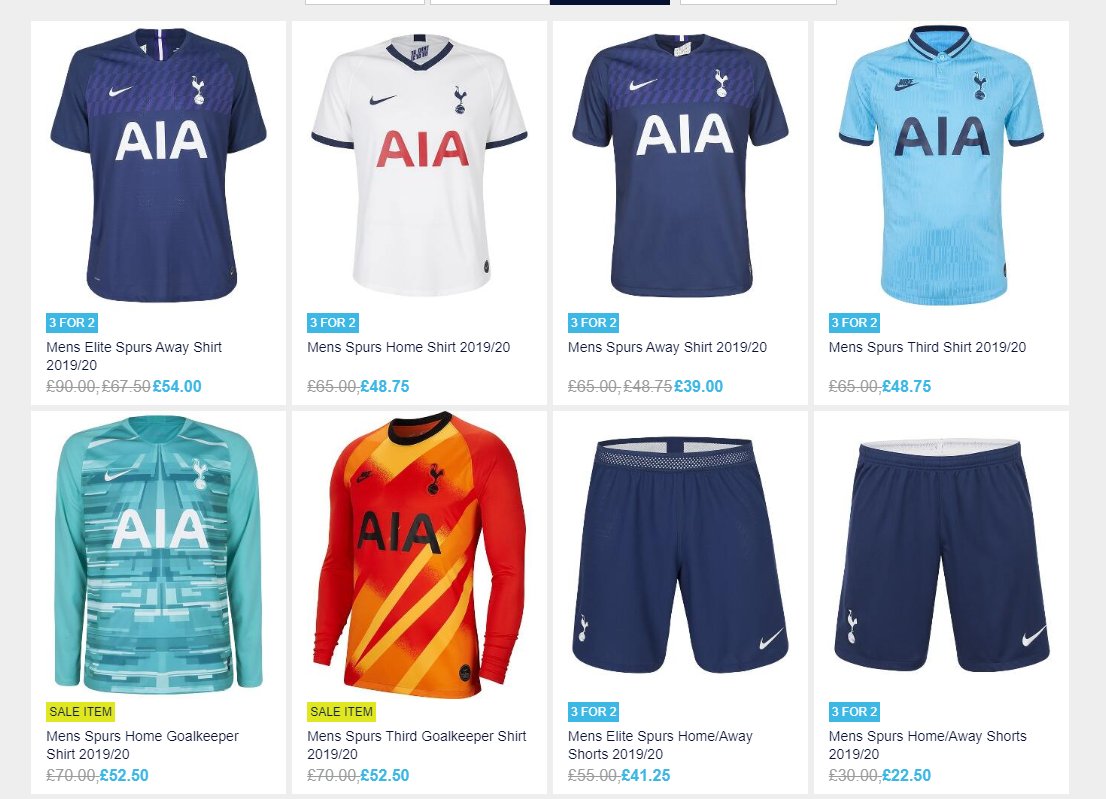 AIA
AIA
AIA
NIKE
AIA
3 FOR 2
3 FOR 2
3 FOR 2
3 FOR 2
Mens Elite Spurs Away Shirt
2019/20
£90.00, £67.50 £54.00
Mens Spurs Home Shirt 2019/20
£65.00,£48.75
Mens Spurs Away Shirt 2019/20
£65.00, £48.75 £39.00
Mens Spurs Third Shirt 2019/20
£65.00,£48.75
AIA
AIA
SALE ITEM
SALE ITEM
3 FOR 2
3 FOR 2
Mens Spurs Home Goalkeeper
Shirt 2019/20
£70.00,£52.50
Mens Spurs Third Goalkeeper Shirt
2019/20
£70.00,£52.50
Mens Elite Spurs Home/Away
Shorts 2019/20
£55.00,£41.25
Mens Spurs Home/Away Shorts
2019/20
£30.00,£22.50